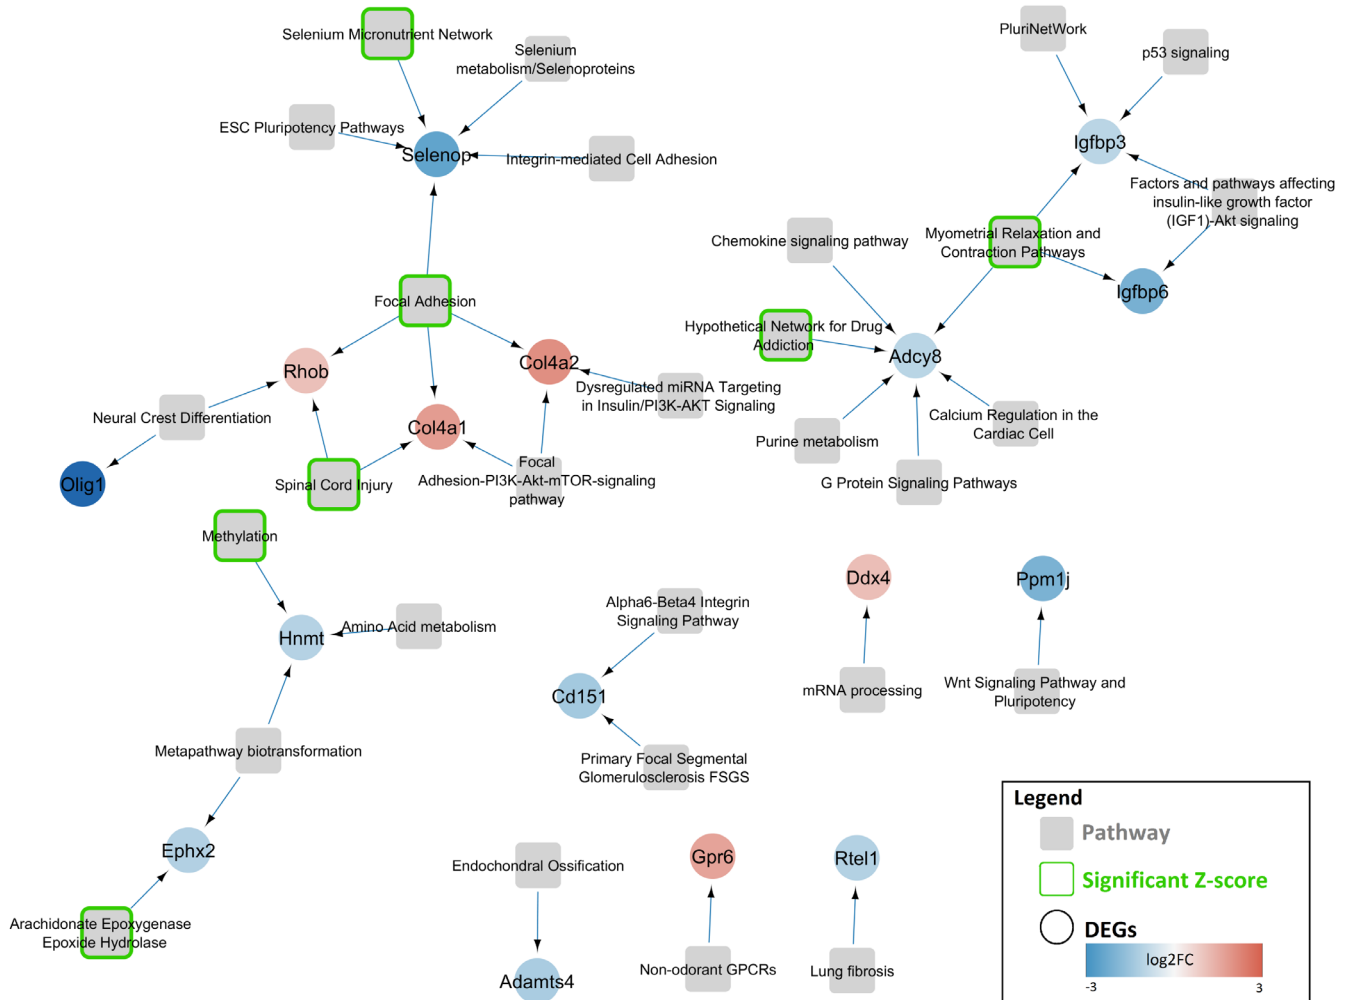 Selenium Micronutrient Network
Selenium
metabolism/Selenoproteins
ESC Pluripotency Pathways
Selenop
Integrin-mediated Cell Adhesion
PluriNetWork
p53 signaling
Igfbp3
Factors and pathways affecting
insulin-like growth factor
(IGF1)-Akt signaling
Chemokine signaling pathway
Myometrial Relaxation and
Contraction Pathways
Igfbp6
Focal Adhesion
Hypothetical Network for Drug
Addiction
Adcy8
Rhob
Col4a2
Dysregulated miRNA Targeting
in Insulin/PI3K-AKT Signaling
Neural Crest Differentiation
Col4a1
Calcium Regulation in the
Cardiac Cell
Purine metabolism
Olig1
Spinal Cord Injury
Focal
Adhesion-PI3K-Akt-mTOR-signaling
pathway
G Protein Signaling Pathways
Methylation
Hnmt
Amino Acid metabolism
Metapathway biotransformation
Ephx2
Arachidonate Epoxygenase
Epoxide Hydrolase
Alpha6-Beta4 Integrin
Signaling Pathway
Cd151
Primary Focal Segmental
Glomerulosclerosis FSGS
Ddx4
mRNA processing
Ppm1j
Wnt Signaling Pathway and
Pluripotency
Endochondral Ossification
Adamts4
Gpr6
Non-odorant GPCRs
Rtel1
Lung fibrosis
Legend
Pathway
Significant Z-score
DEGs
log2FC
-3
3